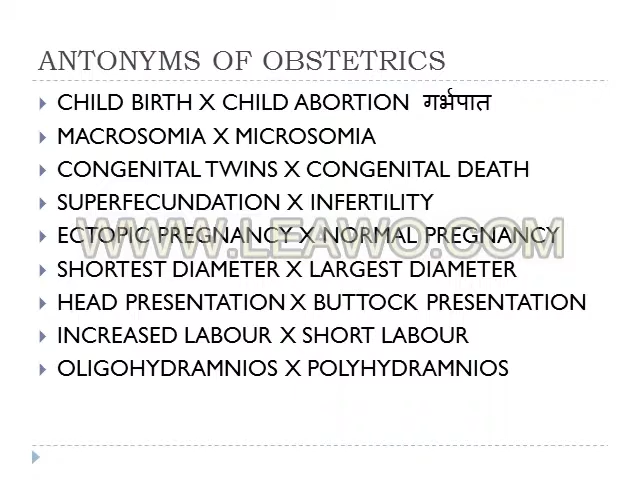 ANTONYMS OF OBSTETRICS
CHILD BIRTH X CHILD ABORTION गर्भपात
MACROSOMIA X MICROSOMIA
CONGENITAL TWINS X CONGENITAL DEATH
SUPERFECUNDATION X INFERTILITY
ECTOPIC PREGNANCY X NORMAL PREGNANCY
WWW.LEAWO.COM
SHORTEST DIAMETER X LARGEST DIAMETER
HEAD PRESENTATION X BUTTOCK PRESENTATION
INCREASED LABOUR X SHORT LABOUR
OLIGOHYDRAMNIOS X POLYHYDRAMNIOS